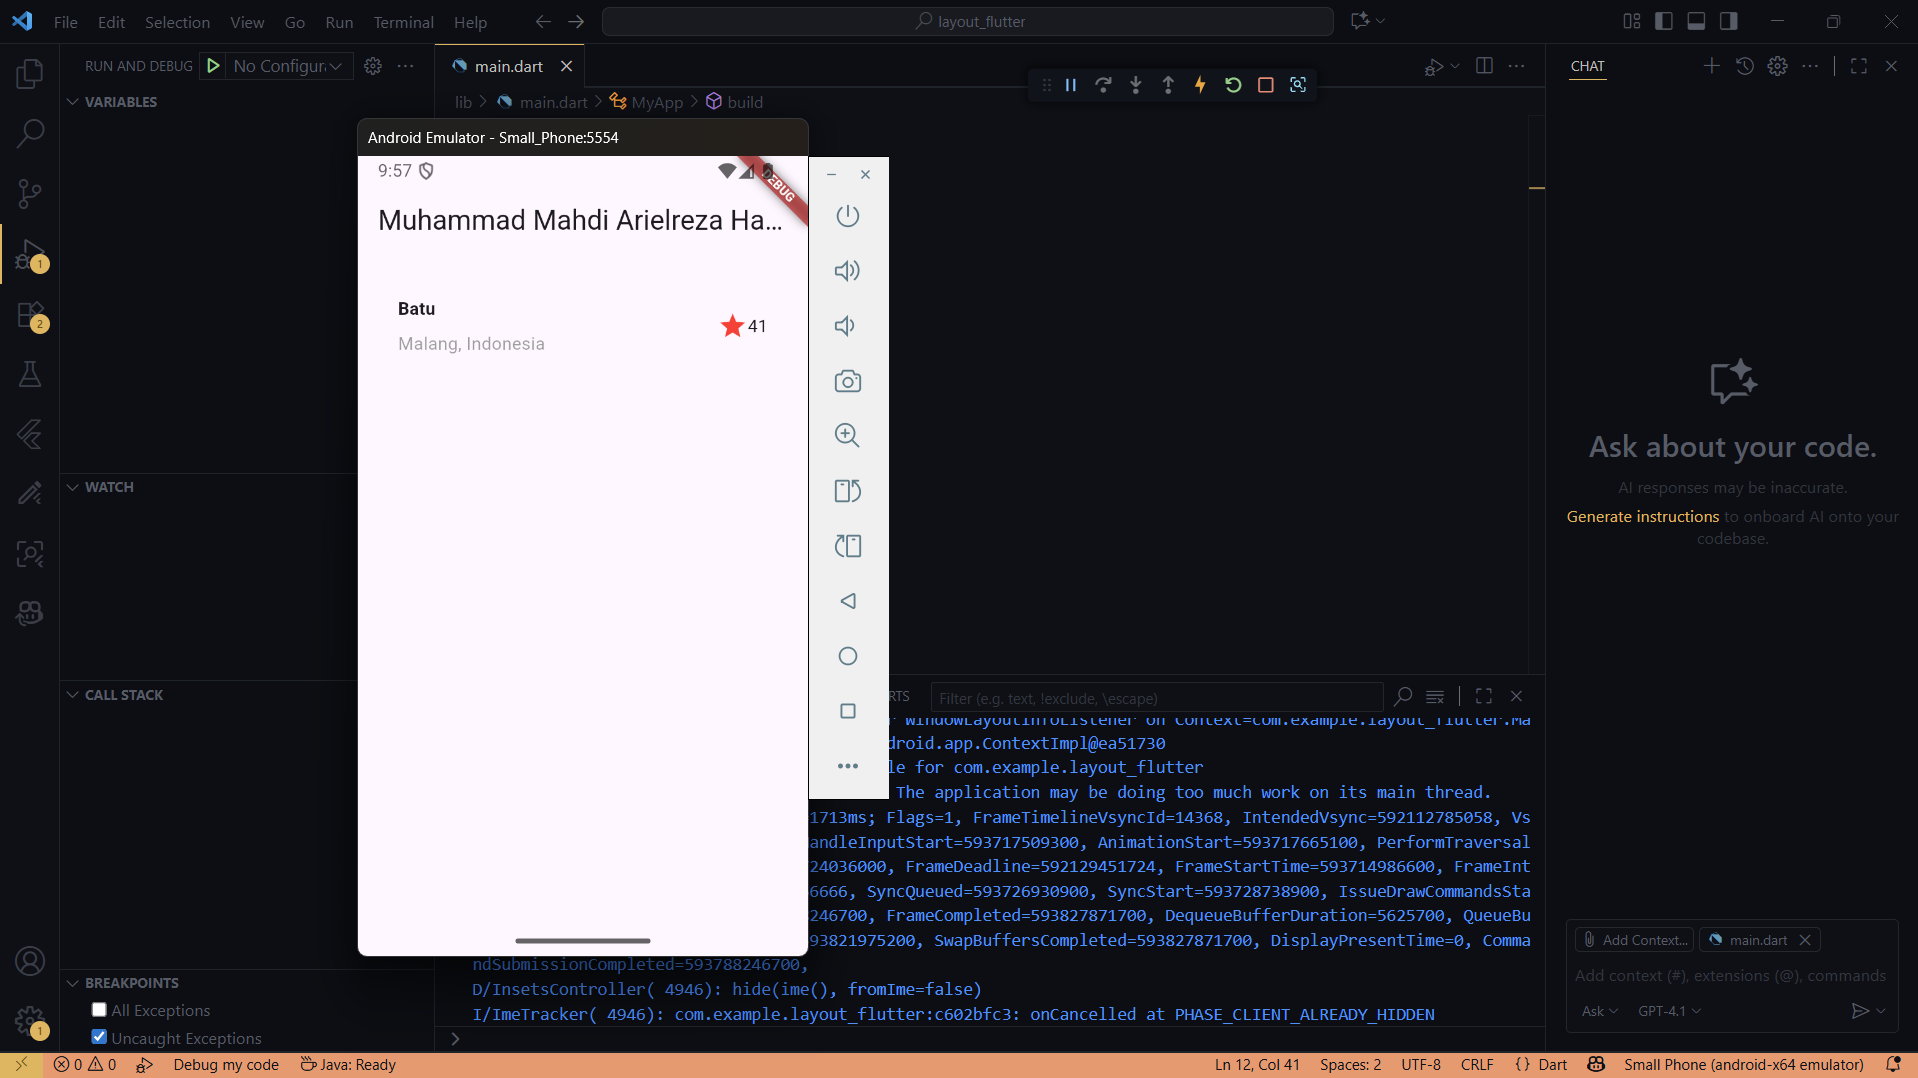 File Edit Selection View Go Run Terminal Help
layout_flutter
RUN AND DEBUG
No Configur
main.dart
CHAT
VARIABLES
lib > main.dart > MyApp > build
Android Emulator - Small_Phone:5554
9:57
DEBUG
Muhammad Mahdi Arielreza Ha...
Batu
41
Malang, Indonesia
1
2
Ask about your code.
AI responses may be inaccurate.
Generate instructions to onboard AI onto your
codebase.
WATCH
CALL STACK
RTS
Filter (e.g. text, !exclude, \escape)
WindowLayoutInfoListener on Context=com.example.layout_flutter.Ma
droid.app.ContextImpl@ea51730
le for com.example.layout_flutter
The application may be doing too much work on its main thread.
1713ms; Flags=1, FrameTimelineVsyncId=14368, IntendedVsync=592112785058, Vs
andleInputStart=593717509300, AnimationStart=593717665100, PerformTraversal
24036000, FrameDeadline=592129451724, FrameStartTime=593714986600, FrameInt
6666, SyncQueued=593726930900, SyncStart=593728738900, IssueDrawCommandsSta
246700, FrameCompleted=593827871700, DequeueBufferDuration=5625700, QueueBu
93821975200, SwapBuffersCompleted=593827871700, DisplayPresentTime=0, Comma
ndSubmissionCompleted=593788246700,
D/InsetsController( 4946): hide(ime(), fromIme=false)
I/ImeTracker( 4946): com.example.layout_flutter:c602bfc3: onCancelled at PHASE_CLIENT_ALREADY_HIDDEN
BREAKPOINTS
All Exceptions
Uncaught Exceptions
1
Add Context...
main.dart
Add context (#), extensions (@), commands
Ask
GPT-4.1
0 0
Debug my code
Java: Ready
Ln 12, Col 41
Spaces: 2
UTF-8
CRLF
{} Dart
Small Phone (android-x64 emulator)